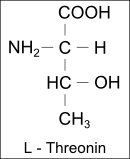 COOH
NH2 – C – H
HC – OH
CH3
L - Threonin